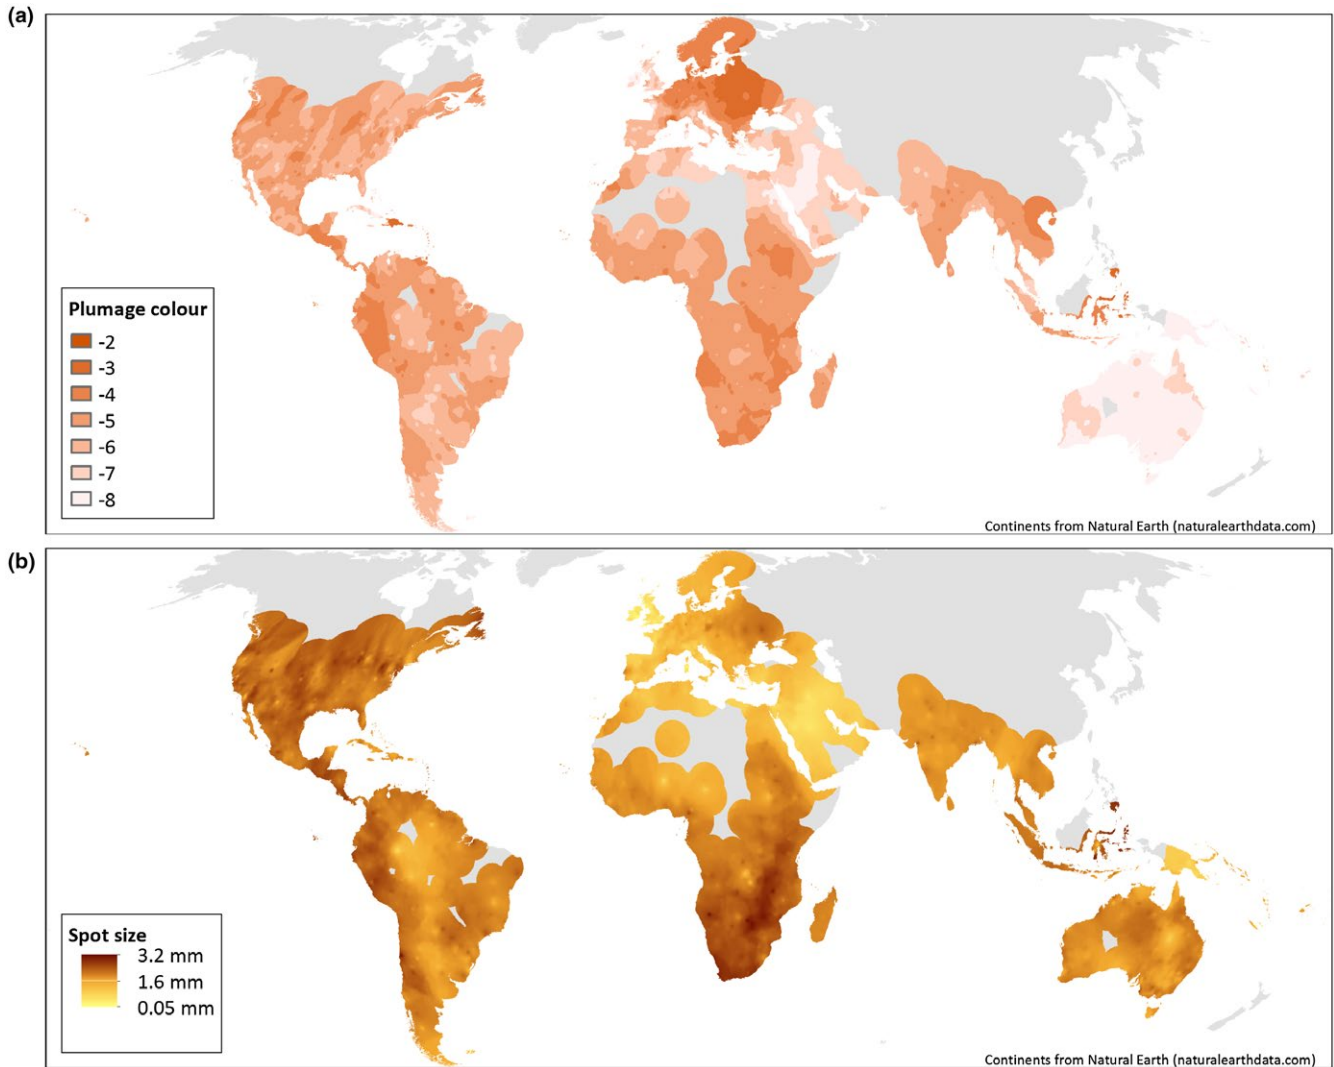 (a)
Plumage colour
-2
-3
-4
-5
-6
-7
-8
Continents from Natural Earth (naturalearthdata.com)
(b)
Spot size
3.2 mm
1.6 mm
0.05 mm
Continents from Natural Earth (naturalearthdata.com)